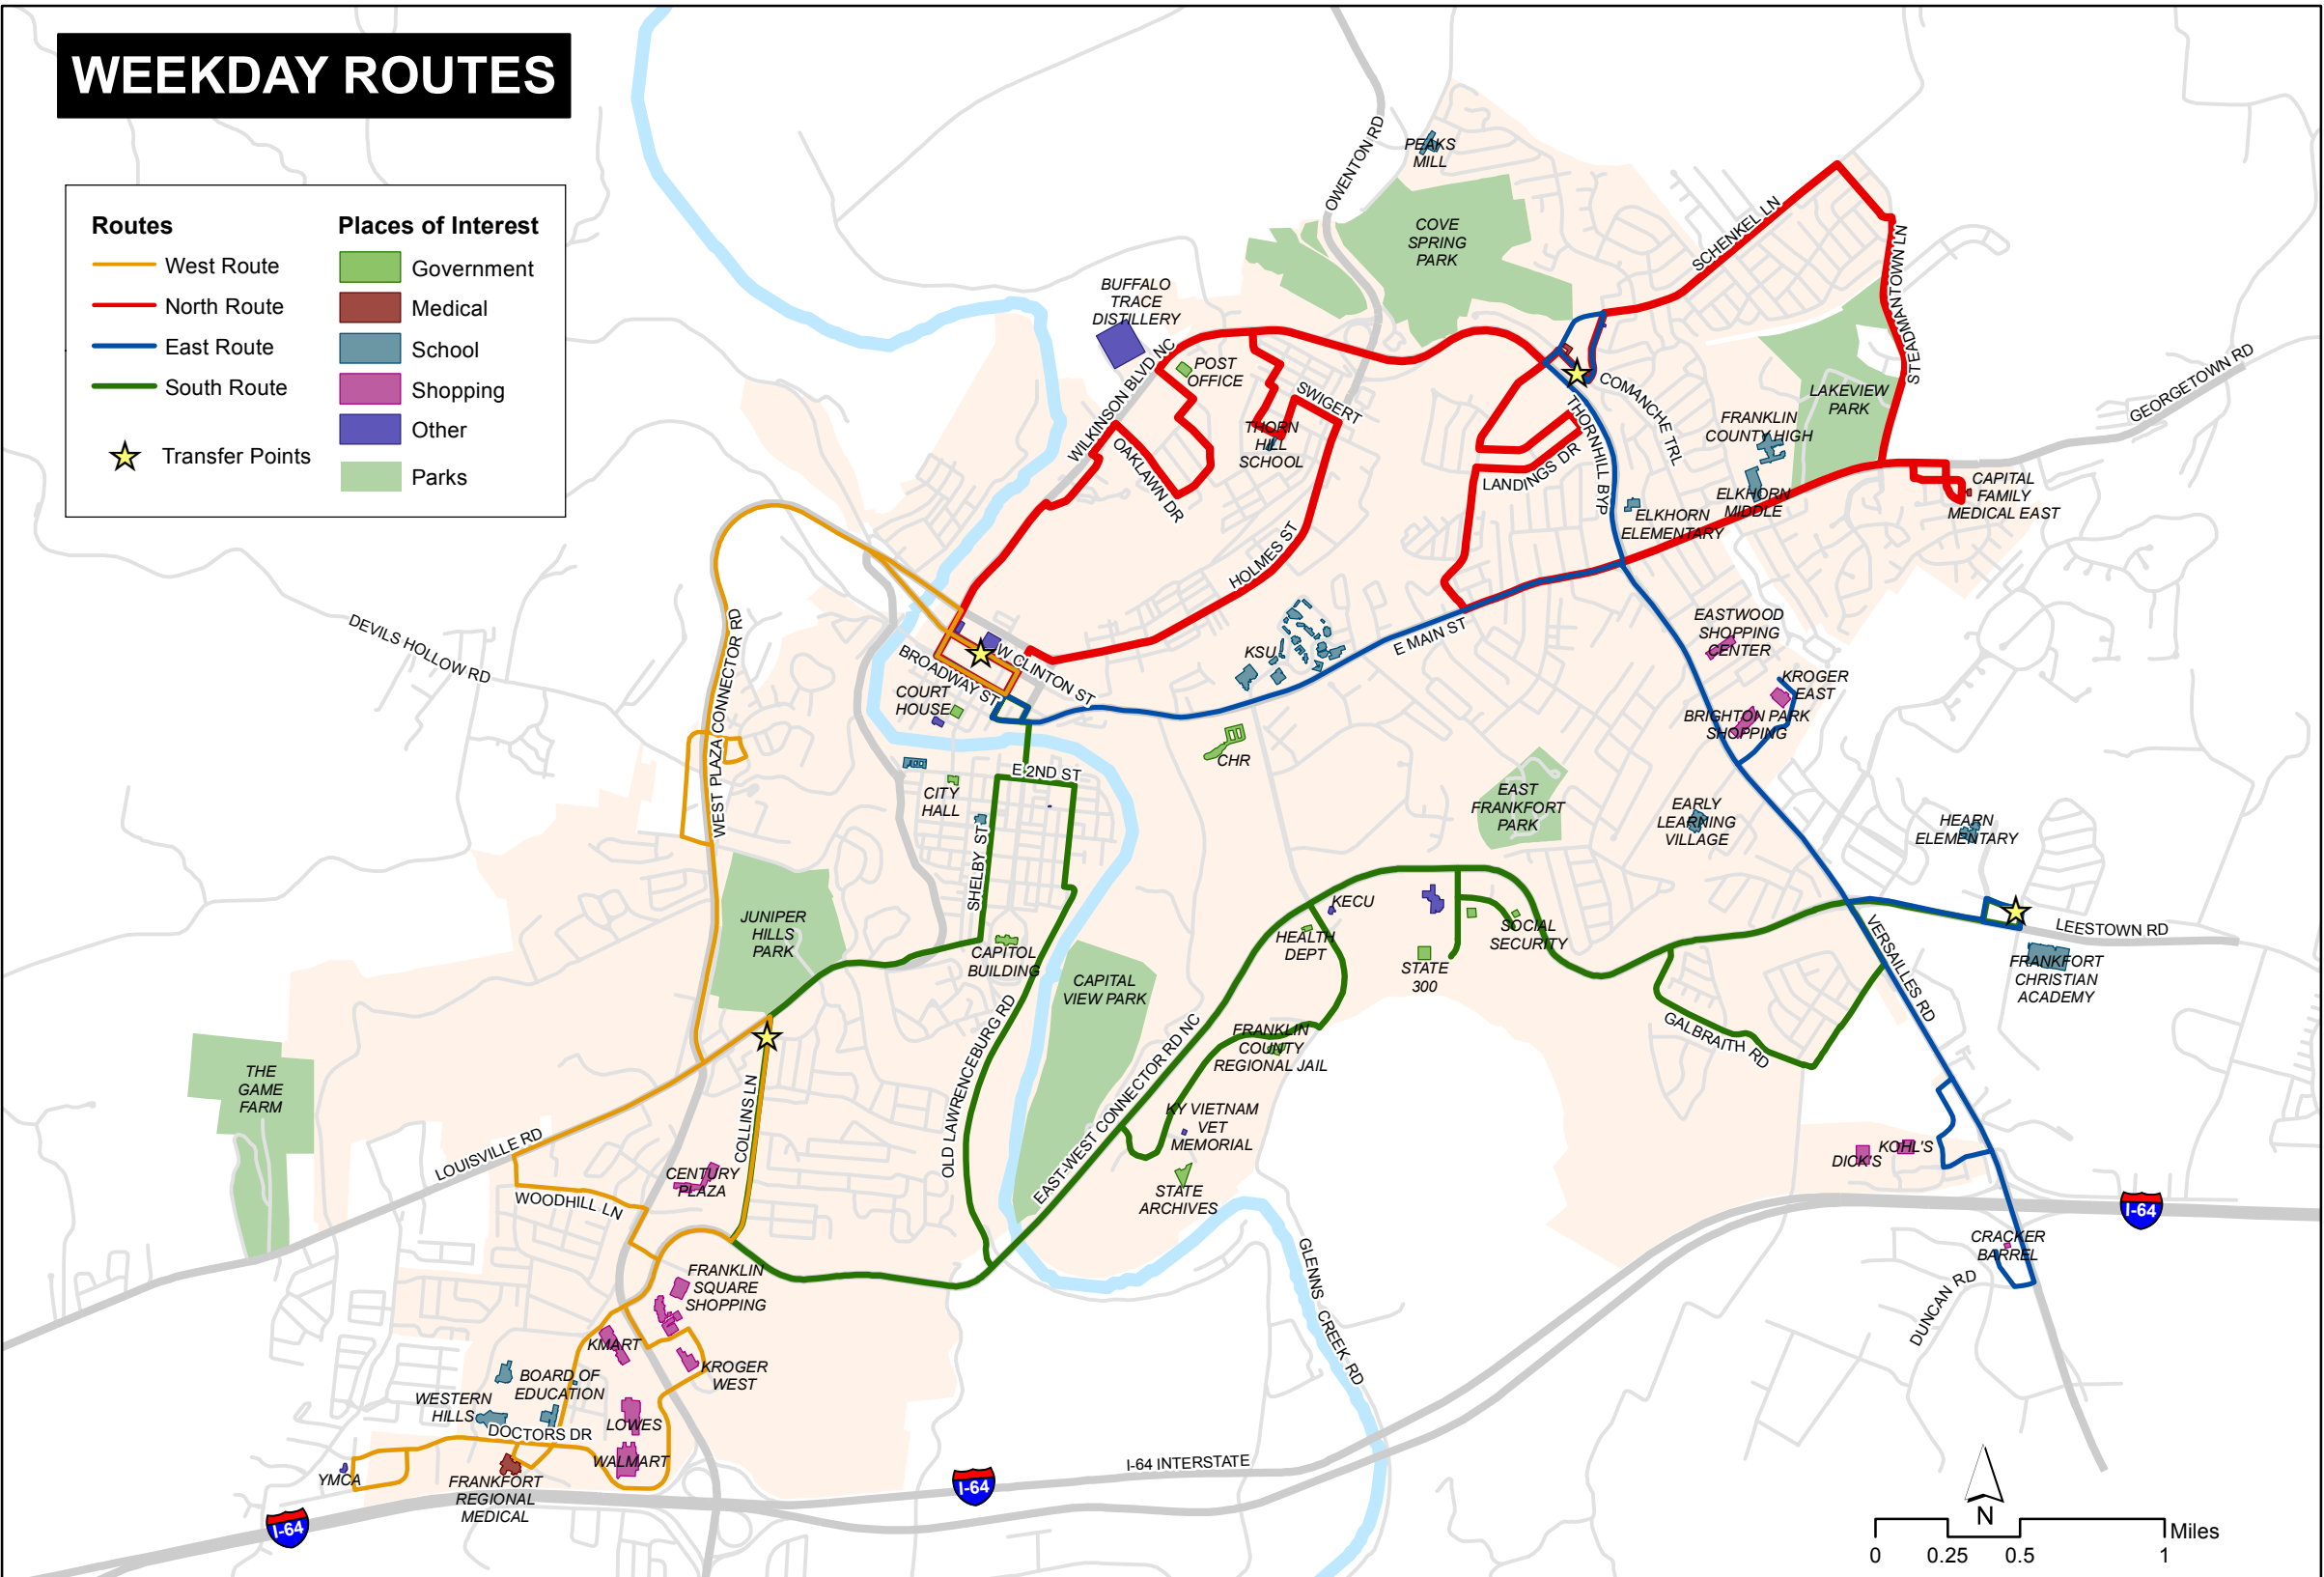 WEEKDAY ROUTES
Routes
West Route
North Route
East Route
South Route
Transfer Points
Places of Interest
Government
Medical
School
Shopping
Other
Parks
PEAKS
MILL
OWENTON RD
COVE
SPRING
PARK
SCHENKEL LN
STEADMANTOWN LN
GEORGETOWN RD
BUFFALO
TRACE
DISTILLERY
WILKINSON BLVD NC
POST
OFFICE
SWIGERT
THORN
HILL
SCHOOL
OAKLAWN DR
HOLMES ST
COMANCHE TRL
THORNHILL BYP
LANDINGS DR
LAKEVIEW
PARK
FRANKLIN
COUNTY HIGH
ELKHORN
MIDDLE
ELKHORN
ELEMENTARY
CAPITAL
FAMILY
MEDICAL EAST
DEVILS HOLLOW RD
WEST PLAZA CONNECTOR RD
W CLINTON ST
BROADWAY ST
COURT
HOUSE
KSU
E MAIN ST
EASTWOOD
SHOPPING
CENTER
KROGER
EAST
BRIGHTON PARK
SHOPPING
CHR
E 2ND ST
CITY
HALL
SHELBY ST
EAST
FRANKFORT
PARK
EARLY
LEARNING
VILLAGE
HEARN
ELEMENTARY
JUNIPER
HILLS
PARK
CAPITOL
BUILDING
CAPITAL
VIEW PARK
KECU
HEALTH
DEPT
STATE
300
SOCIAL
SECURITY
LEESTOWN RD
VERSAILLES RD
FRANKFORT
CHRISTIAN
ACADEMY
GALBRAITH RD
FRANKLIN
COUNTY
REGIONAL JAIL
KY VIETNAM
VET
MEMORIAL
STATE
ARCHIVES
OLD LAWRENCEBURG RD
EAST-WEST CONNECTOR RD NC
THE
GAME
FARM
LOUISVILLE RD
COLLINS LN
CENTURY
PLAZA
WOODHILL LN
DICK'S
KOHL'S
I-64
CRACKER
BARREL
DUNCAN RD
GLENNS CREEK RD
FRANKLIN
SQUARE
SHOPPING
KMART
KROGER
WEST
BOARD OF
EDUCATION
WESTERN
HILLS
DOCTORS DR
LOWES
WALMART
YMCA
FRANKFORT
REGIONAL
MEDICAL
I-64
I-64
I-64 INTERSTATE
N
Miles
0
0.25
0.5
1